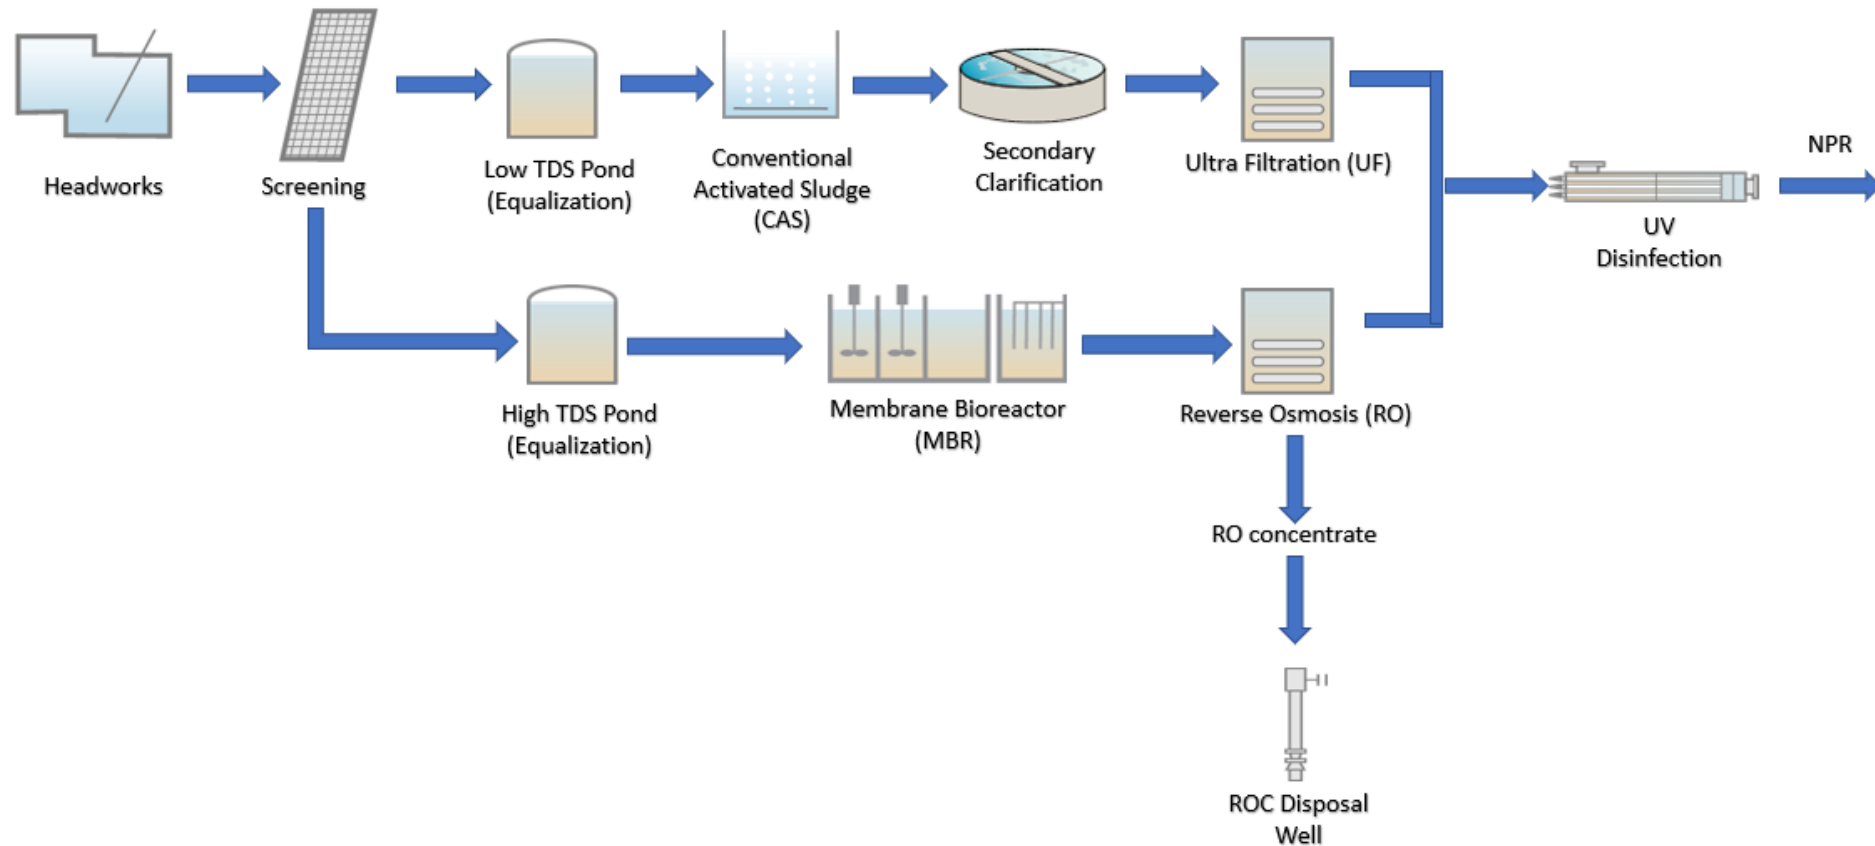 Headworks
Screening
Low TDS Pond
(Equalization)
Conventional
Activated Sludge
(CAS)
Secondary
Clarification
Ultra Filtration (UF)
NPR
UV
Disinfection
High TDS Pond
(Equalization)
Membrane Bioreactor
(MBR)
Reverse Osmosis (RO)
RO concentrate
ROC Disposal
Well